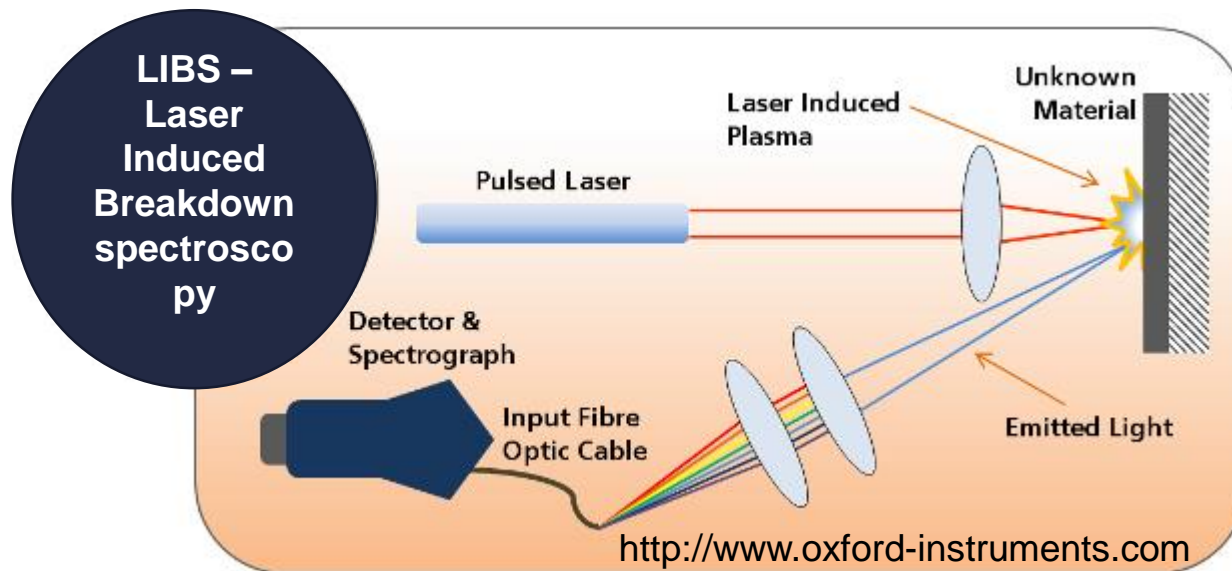 LIBS –
Laser
Induced
Breakdown
spectrosco
py
Unknown
Material
Laser Induced
Plasma
Pulsed Laser
Detector &
Spectrograph
Input Fibre
Optic Cable
Emitted Light
http://www.oxford-instruments.com